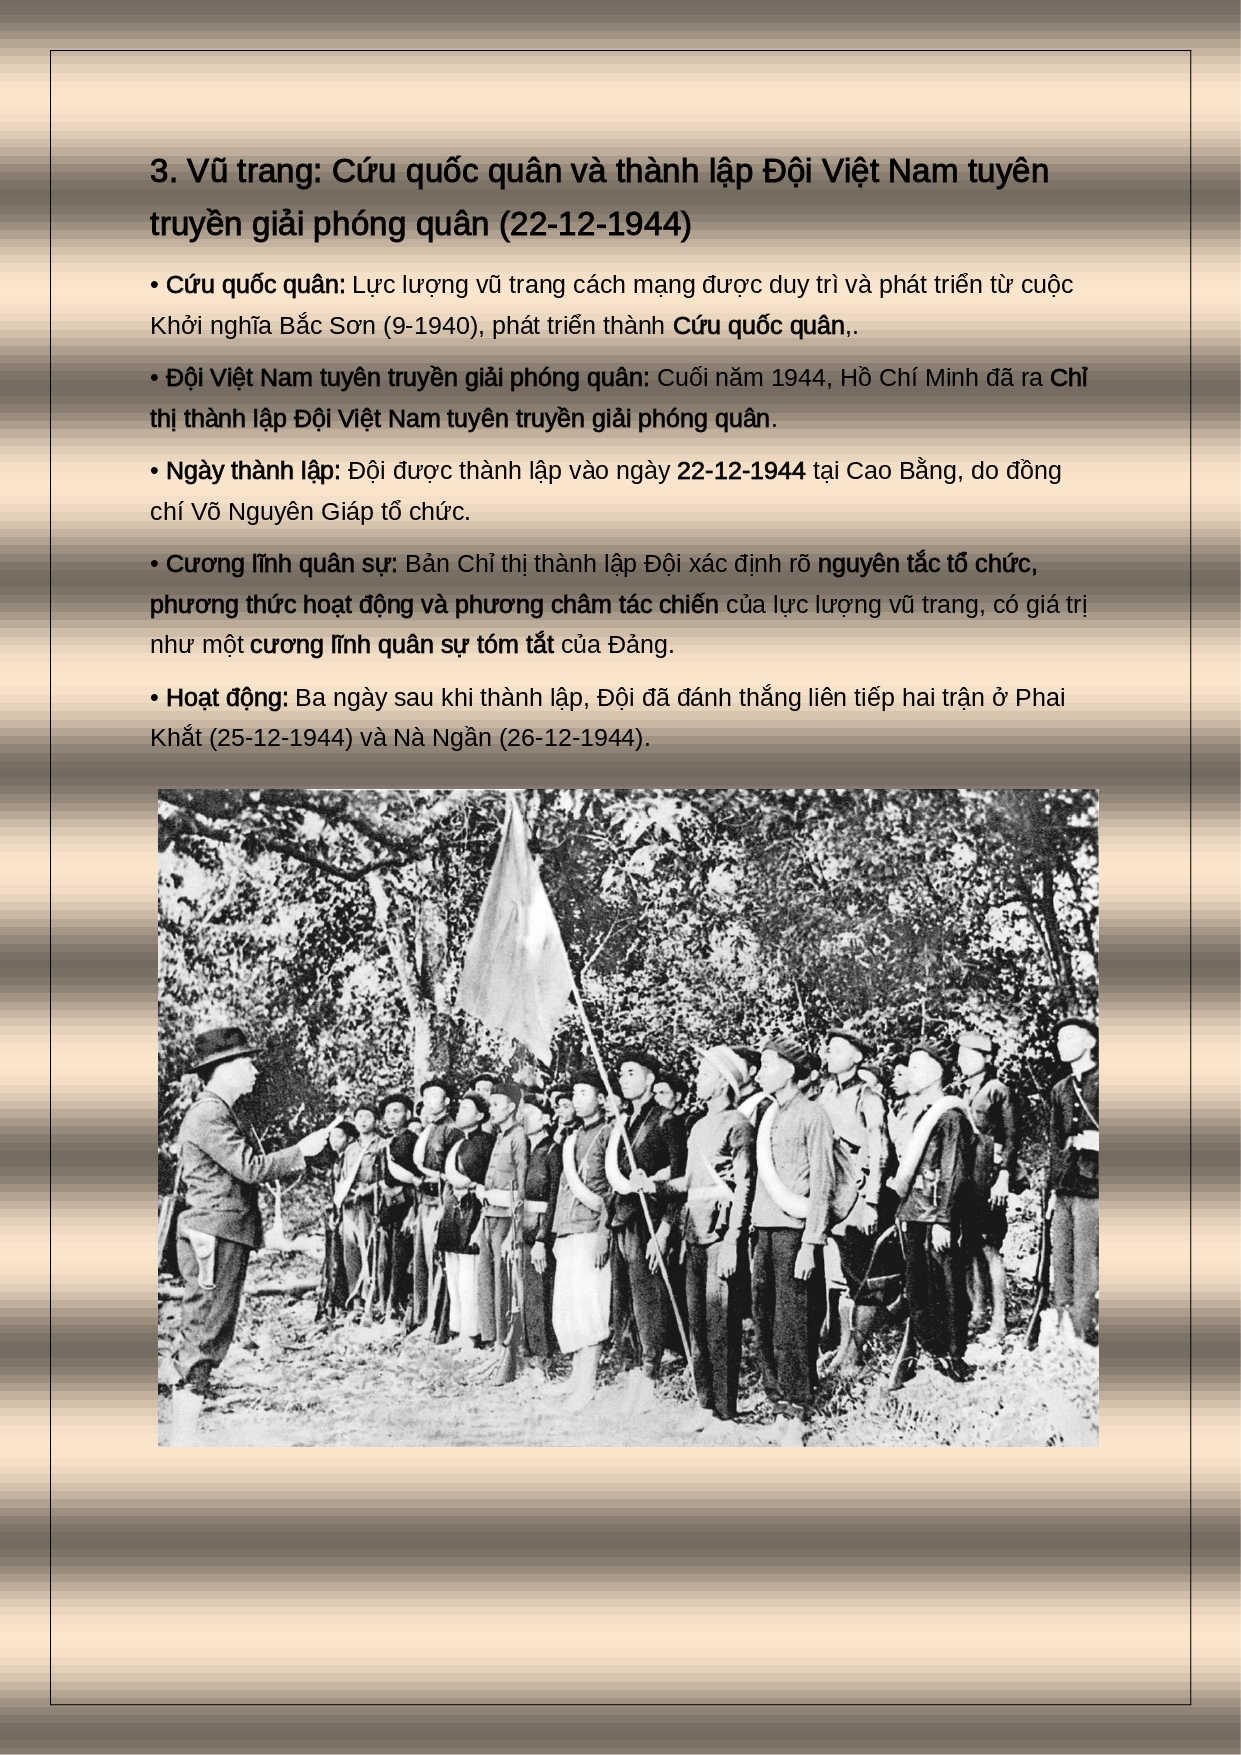 3. Vũ trang: Cứu quốc quân và thành lập Đội Việt Nam tuyên
truyền giải phóng quân (22-12-1944)
• Cứu quốc quân: Lực lượng vũ trang cách mạng được duy trì và phát triển từ cuộc
Khởi nghĩa Bắc Sơn (9-1940), phát triển thành Cứu quốc quân,.
• Đội Việt Nam tuyên truyền giải phóng quân: Cuối năm 1944, Hồ Chí Minh đã ra Chỉ
thị thành lập Đội Việt Nam tuyên truyền giải phóng quân.
• Ngày thành lập: Đội được thành lập vào ngày 22-12-1944 tại Cao Bằng, do đồng
chí Võ Nguyên Giáp tổ chức.
• Cương lĩnh quân sự: Bản Chỉ thị thành lập Đội xác định rõ nguyên tắc tổ chức,
phương thức hoạt động và phương châm tác chiến của lực lượng vũ trang, có giá trị
như một cương lĩnh quân sự tóm tắt của Đảng.
• Hoạt động: Ba ngày sau khi thành lập, Đội đã đánh thắng liên tiếp hai trận ở Phai
Khắt (25-12-1944) và Nà Ngần (26-12-1944).